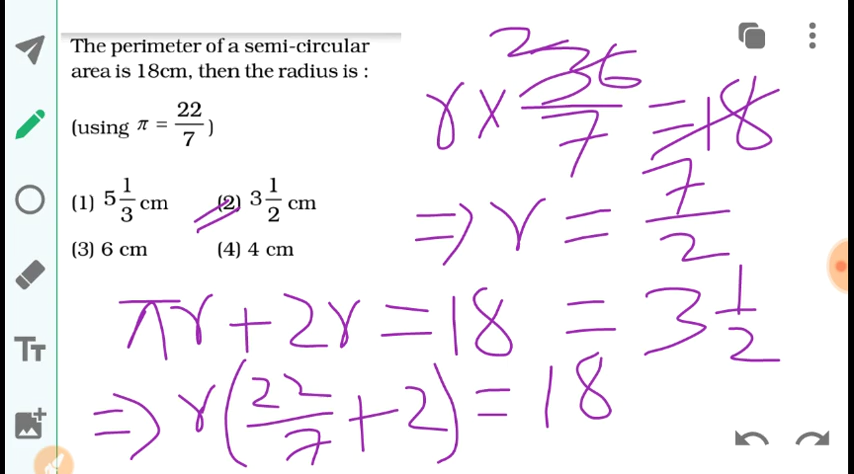 The perimeter of a semi-circular
area is 18cm, then the radius is :
(using π = 22/7)
(1) 5 1/3 cm (2) 3 1/2 cm
(3) 6 cm (4) 4 cm
πr + 2r = 18
⇒ r(22/7 + 2) = 18
r × 36/7 = 18
2
⇒ r = 7/2
= 3 1/2
TT